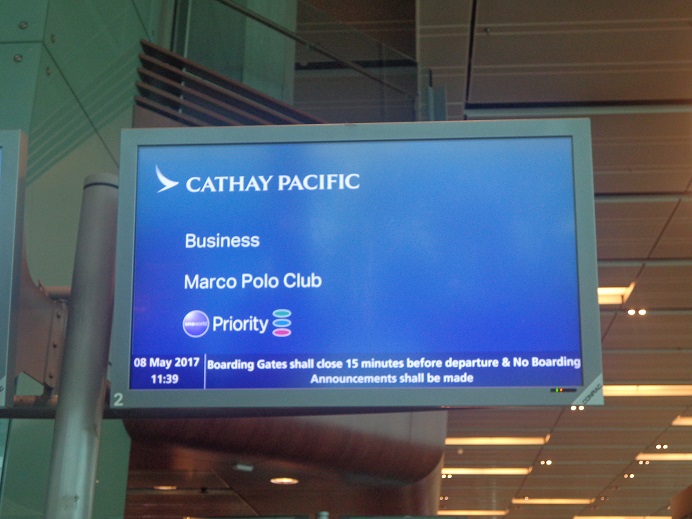 CATHAY PACIFIC
Business
Marco Polo Club
oneworld Priority
08 May 2017
11:39
Boarding Gates shall close 15 minutes before departure & No Boarding
Announcements shall be made
2